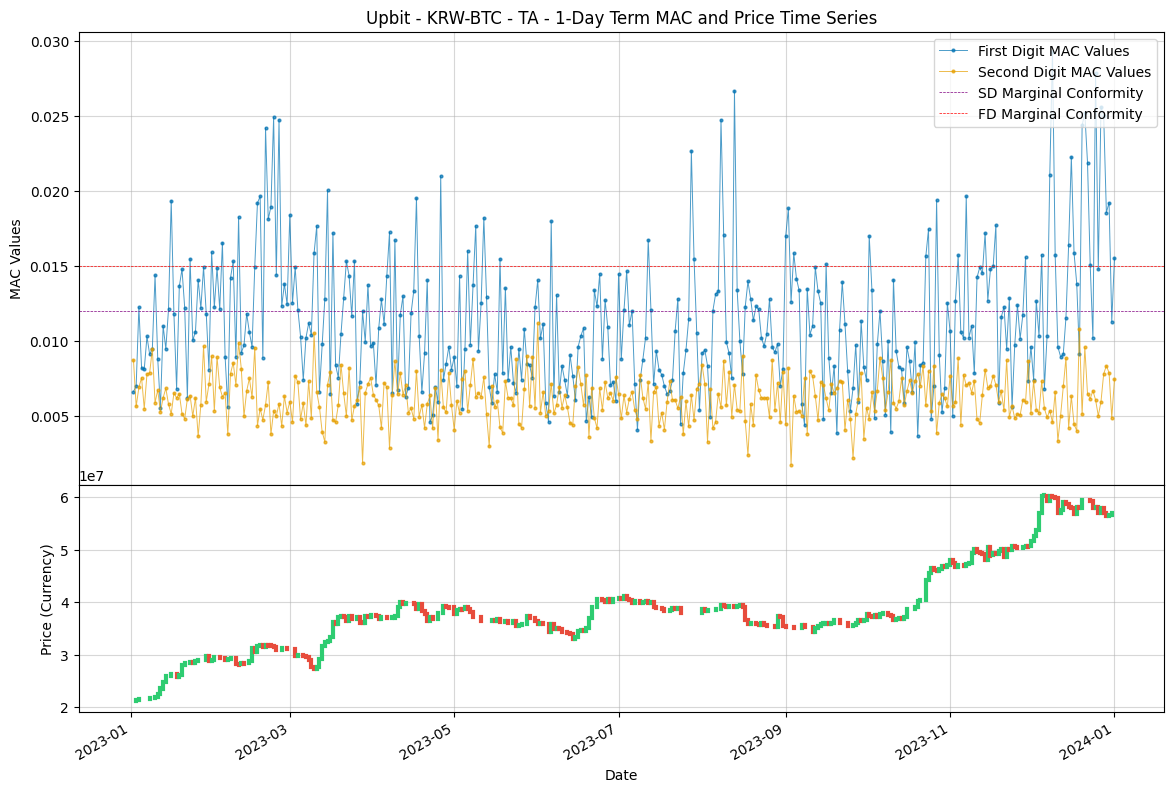 Upbit - KRW-BTC - TA - 1-Day Term MAC and Price Time Series
First Digit MAC Values
Second Digit MAC Values
SD Marginal Conformity
FD Marginal Conformity
MAC Values
0.030
0.025
0.020
0.015
0.010
0.005
1e7
Price (Currency)
6
5
4
3
2
2023-01
2023-03
2023-05
2023-07
2023-09
2023-11
2024-01
Date